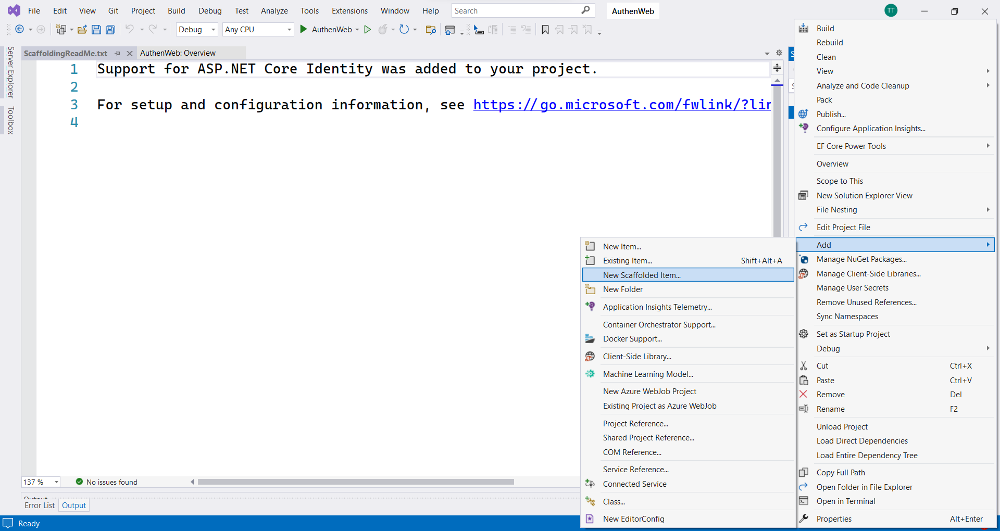 File Edit View Git Project Build Debug Test Analyze Tools Extensions Window Help Search AuthenWeb TT
Debug Any CPU AuthenWeb
Server Explorer
Toolbox
ScaffoldingReadMe.txt AuthenWeb: Overview
1 Support for ASP.NET Core Identity was added to your project.
2
3 For setup and configuration information, see https://go.microsoft.com/fwlink/?lin
4
137 % No issues found
Output
Error List Output
Ready
New Item...
Existing Item... Shift+Alt+A
New Scaffolded Item...
New Folder
Application Insights Telemetry...
Container Orchestrator Support...
Docker Support...
Client-Side Library...
Machine Learning Model...
New Azure WebJob Project
Existing Project as Azure WebJob
Project Reference...
Shared Project Reference...
COM Reference...
Service Reference...
Connected Service
Class...
New EditorConfig
Build
Rebuild
Clean
View
Analyze and Code Cleanup
Pack
Publish...
Configure Application Insights...
EF Core Power Tools
Overview
Scope to This
New Solution Explorer View
File Nesting
Edit Project File
Add
Manage NuGet Packages...
Manage Client-Side Libraries...
Manage User Secrets
Remove Unused References...
Sync Namespaces
Set as Startup Project
Debug
Cut Ctrl+X
Paste Ctrl+V
Remove Del
Rename F2
Unload Project
Load Direct Dependencies
Load Entire Dependency Tree
Copy Full Path
Open Folder in File Explorer
Open in Terminal
Properties Alt+Enter